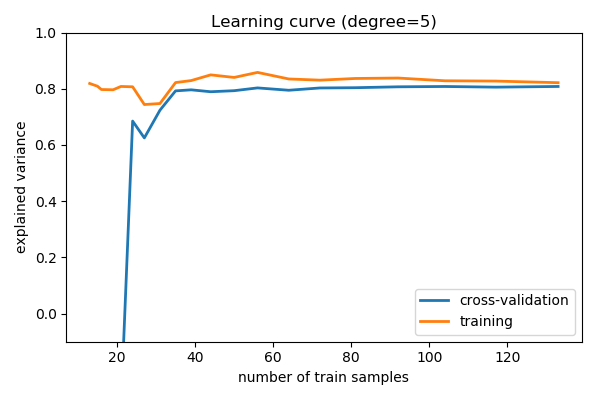 Learning curve (degree=5)
explained variance
1.0
0.8
0.6
0.4
0.2
0.0
cross-validation
training
20 40 60 80 100 120
number of train samples